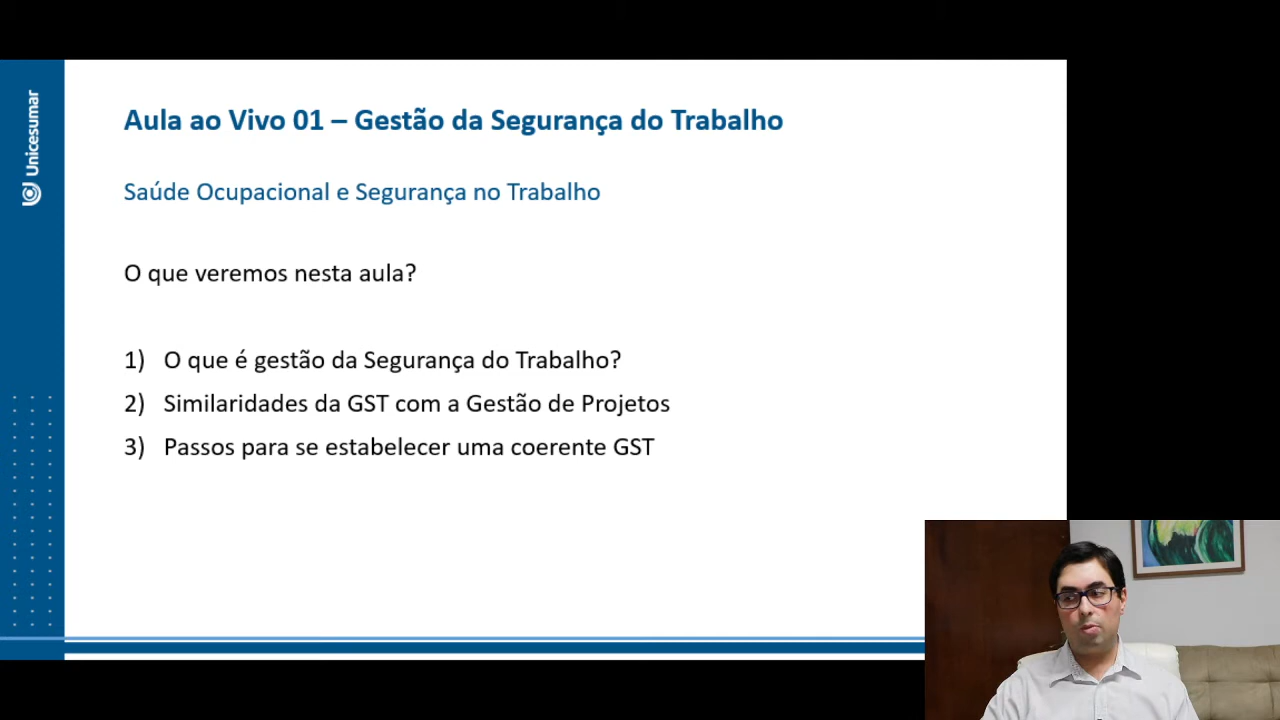 Unicesumar
Aula ao Vivo 01 – Gestão da Segurança do Trabalho
Saúde Ocupacional e Segurança no Trabalho
O que veremos nesta aula?
1) O que é gestão da Segurança do Trabalho?
2) Similaridades da GST com a Gestão de Projetos
3) Passos para se estabelecer uma coerente GST